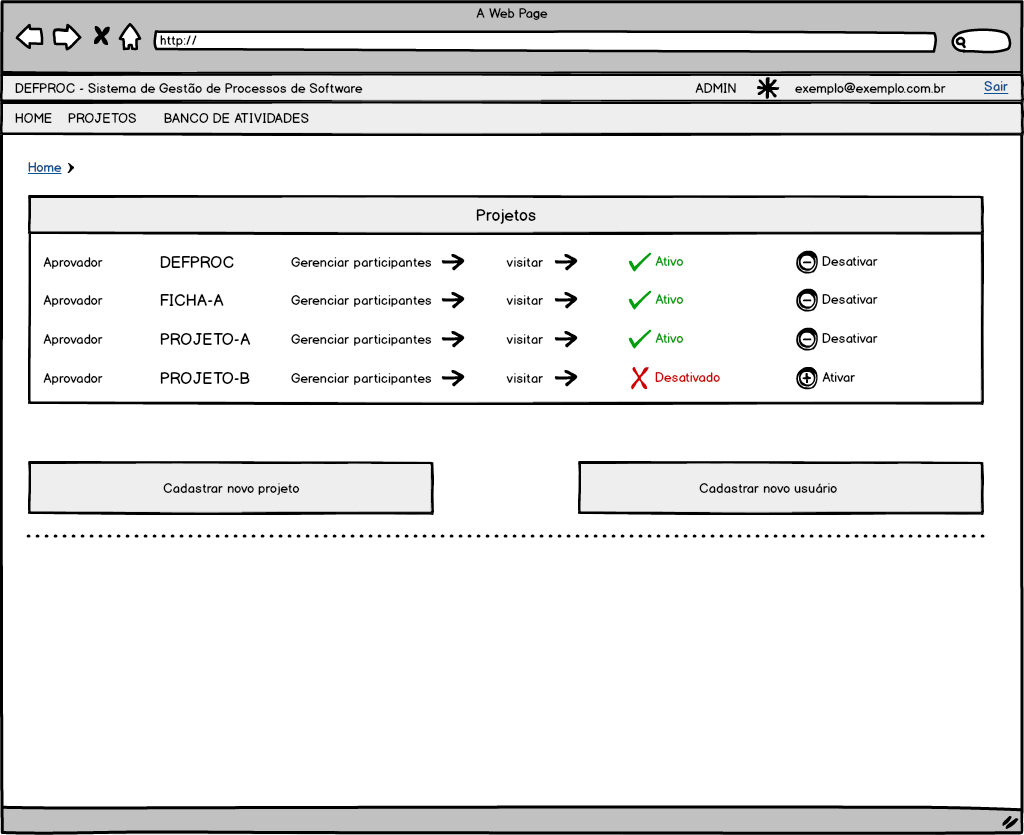 A Web Page
http://
DEFPROC - Sistema de Gestão de Processos de Software ADMIN exemplo@exemplo.com.br Sair
HOME PROJETOS BANCO DE ATIVIDADES
Home
Projetos
Aprovador DEFPROC Gerenciar participantes visitar Ativo Desativar
Aprovador FICHA-A Gerenciar participantes visitar Ativo Desativar
Aprovador PROJETO-A Gerenciar participantes visitar Ativo Desativar
Aprovador PROJETO-B Gerenciar participantes visitar Desativado Ativar
Cadastrar novo projeto Cadastrar novo usuário